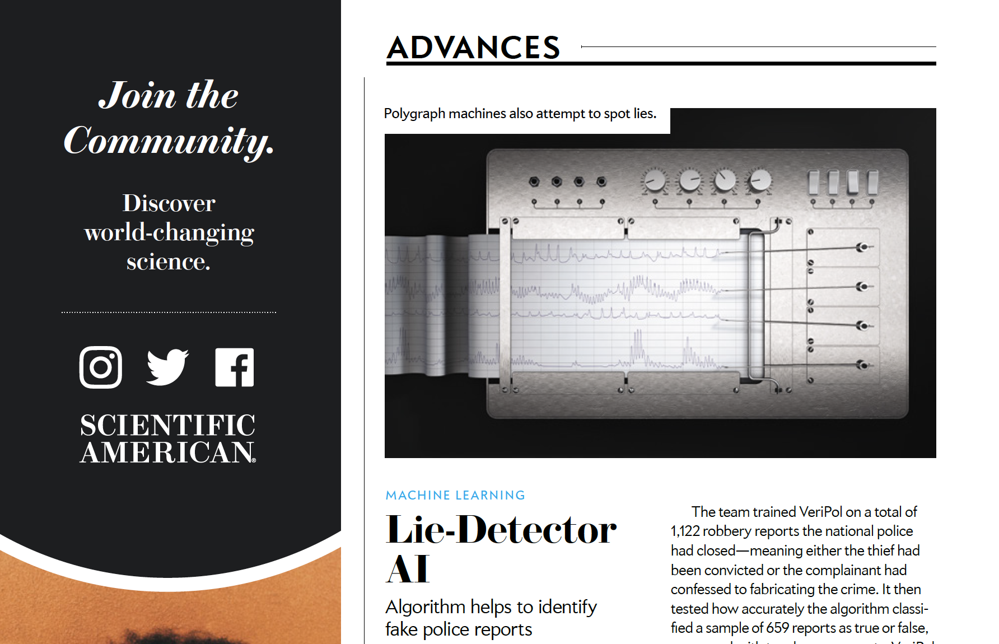 Join the
Community.
Discover
world-changing
science.
SCIENTIFIC
AMERICAN®
ADVANCES
Polygraph machines also attempt to spot lies.
MACHINE LEARNING
Lie-Detector
AI
Algorithm helps to identify
fake police reports
The team trained VeriPol on a total of
1,122 robbery reports the national police
had closed—meaning either the thief had
been convicted or the complainant had
confessed to fabricating the crime. It then
tested how accurately the algorithm classi-
fied a sample of 659 reports as true or false,